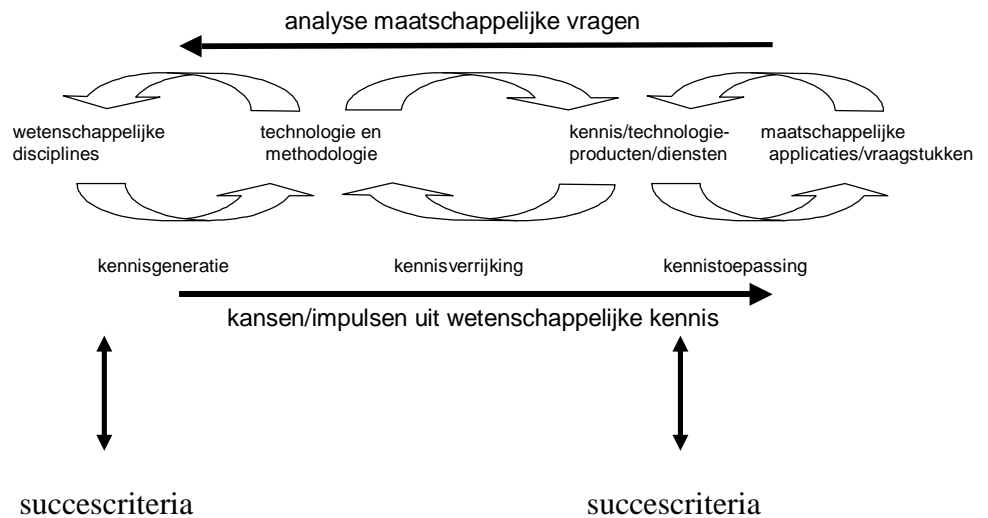 analyse maatschappelijke vragen
wetenschappelijke
disciplines
technologie en
methodologie
kennis/technologie-
producten/diensten
maatschappelijke
applicaties/vraagstukken
kennisgeneratie
kennisverrijking
kennistoepassing
kansen/impulsen uit wetenschappelijke kennis
succescriteria
succescriteria